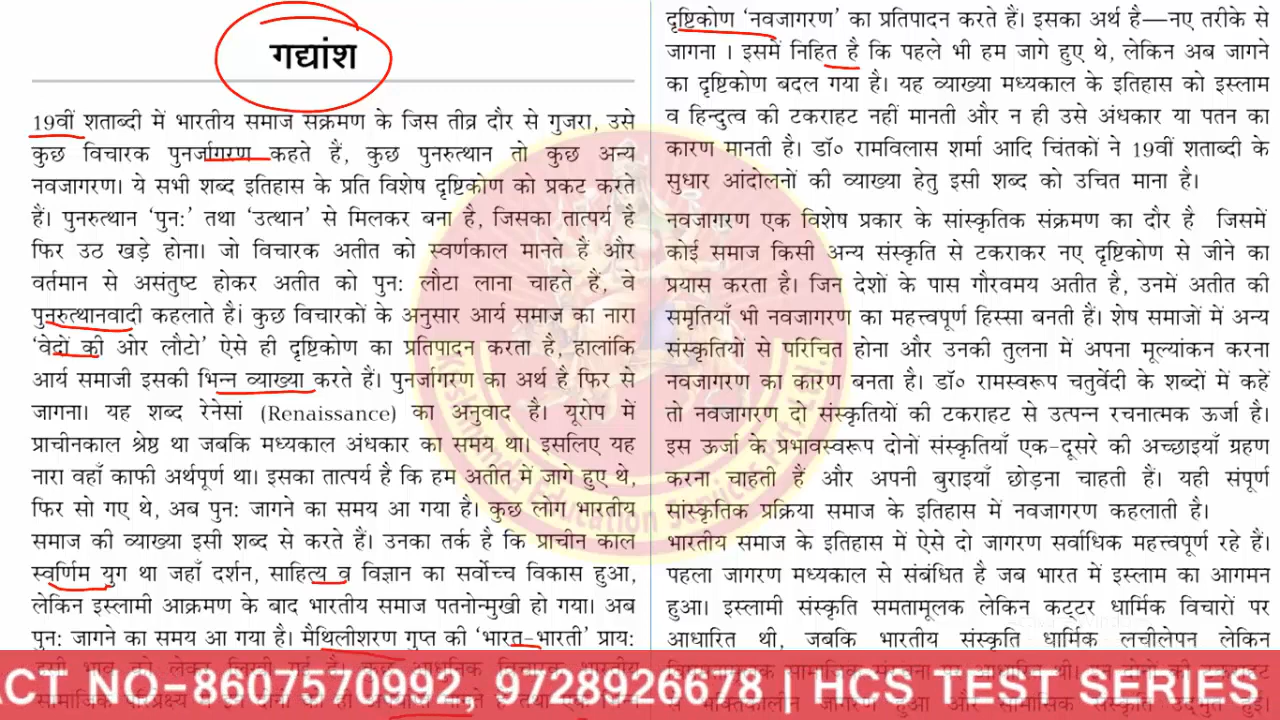 गद्यांश
19वीं शताब्दी में भारतीय समाज संक्रमण के जिस तीव्र दौर से गुजरा, उसे
कुछ विचारक पुनर्जागरण कहते हैं, कुछ पुनरुत्थान तो कुछ अन्य
नवजागरण। ये सभी शब्द इतिहास के प्रति विशेष दृष्टिकोण को प्रकट करते
हैं। पुनरुत्थान ‘पुन:’ तथा ‘उत्थान’ से मिलकर बना है, जिसका तात्पर्य है
फिर उठ खड़े होना। जो विचारक अतीत को स्वर्णकाल मानते हैं और
वर्तमान से असंतुष्ट होकर अतीत को पुन: लौटा लाना चाहते हैं, वे
पुनरुत्थानवादी कहलाते है। कुछ विचारकों के अनुसार आर्य समाज का नारा
‘वेदों की ओर लौटो’ ऐसे ही दृष्टिकोण का प्रतिपादन करता है, हालांकि
आर्य समाजी इसकी भिन्न व्याख्या करते हैं। पुनर्जागरण का अर्थ है फिर से
जागना। यह शब्द रेनेसां (Renaissance) का अनुवाद है। यूरोप में
प्राचीनकाल श्रेष्ठ था जबकि मध्यकाल अंधकार का समय था। इसलिए यह
नारा वहाँ काफी अर्थपूर्ण था। इसका तात्पर्य है कि हम अतीत में जागे हुए थे,
फिर सो गए थे, अब पुन: जागने का समय आ गया है। कुछ लोग भारतीय
समाज की व्याख्या इसी शब्द से करते हैं। उनका तर्क है कि प्राचीन काल
स्वर्णिम युग था जहाँ दर्शन, साहित्य व विज्ञान का सर्वोच्च विकास हुआ,
लेकिन इस्लामी आक्रमण के बाद भारतीय समाज पतनोन्मुखी हो गया। अब
पुन: जागने का समय आ गया है। मैथिलीशरण गुप्त की ‘भारत-भारती’ प्राय:
दृष्टिकोण ‘नवजागरण’ का प्रतिपादन करते हैं। इसका अर्थ है—नए तरीके से
जागना । इसमें निहित है कि पहले भी हम जागे हुए थे, लेकिन अब जागने
का दृष्टिकोण बदल गया है। यह व्याख्या मध्यकाल के इतिहास को इस्लाम
व हिन्दुत्व की टकराहट नहीं मानती और न ही उसे अंधकार या पतन का
कारण मानती है। डॉ० रामविलास शर्मा आदि चिंतकों ने 19वीं शताब्दी के
सुधार आंदोलनों की व्याख्या हेतु इसी शब्द को उचित माना है।
नवजागरण एक विशेष प्रकार के सांस्कृतिक संक्रमण का दौर है जिसमें
कोई समाज किसी अन्य संस्कृति से टकराकर नए दृष्टिकोण से जीने का
प्रयास करता है। जिन देशों के पास गौरवमय अतीत है, उनमें अतीत की
स्मृतियाँ भी नवजागरण का महत्त्वपूर्ण हिस्सा बनती हैं। शेष समाजों में अन्य
संस्कृतियों से परिचित होना और उनकी तुलना में अपना मूल्यांकन करना
नवजागरण का कारण बनता है। डॉ० रामस्वरूप चतुर्वेदी के शब्दों में कहें
तो नवजागरण दो संस्कृतियों की टकराहट से उत्पन्न रचनात्मक ऊर्जा है।
इस ऊर्जा के प्रभावस्वरूप दोनों संस्कृतियाँ एक-दूसरे की अच्छाइयाँ ग्रहण
करना चाहती हैं और अपनी बुराइयाँ छोड़ना चाहती हैं। यही संपूर्ण
सांस्कृतिक प्रक्रिया समाज के इतिहास में नवजागरण कहलाती है।
भारतीय समाज के इतिहास में ऐसे दो जागरण सर्वाधिक महत्त्वपूर्ण रहे हैं।
पहला जागरण मध्यकाल से संबंधित है जब भारत में इस्लाम का आगमन
हुआ। इस्लामी संस्कृति समतामूलक लेकिन कट्टर धार्मिक विचारों पर
आधारित थी, जबकि भारतीय संस्कृति धार्मिक लचीलेपन लेकिन
ACT NO-8607570992, 9728926678 | HCS TEST SERIES